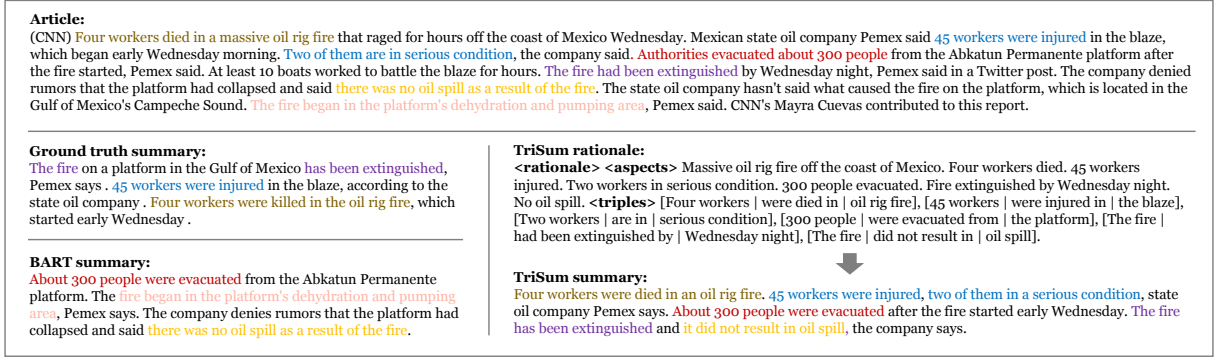 Article:
(CNN) Four workers died in a massive oil rig fire that raged for hours off the coast of Mexico Wednesday. Mexican state oil company Pemex said 45 workers were injured in the blaze,
which began early Wednesday morning. Two of them are in serious condition, the company said. Authorities evacuated about 300 people from the Abkatun Permanente platform after
the fire started, Pemex said. At least 10 boats worked to battle the blaze for hours. The fire had been extinguished by Wednesday night, Pemex said in a Twitter post. The company denied
rumors that the platform had collapsed and said there was no oil spill as a result of the fire. The state oil company hasn't said what caused the fire on the platform, which is located in the
Gulf of Mexico's Campeche Sound. The fire began in the platform's dehydration and pumping area, Pemex said. CNN's Mayra Cuevas contributed to this report.
Ground truth summary:
The fire on a platform in the Gulf of Mexico has been extinguished,
Pemex says . 45 workers were injured in the blaze, according to the
state oil company . Four workers were killed in the oil rig fire, which
started early Wednesday .
BART summary:
About 300 people were evacuated from the Abkatun Permanente
platform. The fire began in the platform's dehydration and pumping
area, Pemex says. The company denies rumors that the platform had
collapsed and said there was no oil spill as a result of the fire.
TriSum rationale:
<rationale> <aspects> Massive oil rig fire off the coast of Mexico. Four workers died. 45 workers
injured. Two workers in serious condition. 300 people evacuated. Fire extinguished by Wednesday night.
No oil spill. <triples> [Four workers | were died in | oil rig fire], [45 workers | were injured in | the blaze],
[Two workers | are in | serious condition], [300 people | were evacuated from | the platform], [The fire |
had been extinguished by | Wednesday night], [The fire | did not result in | oil spill].
TriSum summary:
Four workers were died in an oil rig fire. 45 workers were injured, two of them in a serious condition, state
oil company Pemex says. About 300 people were evacuated after the fire started early Wednesday. The fire
has been extinguished and it did not result in oil spill, the company says.